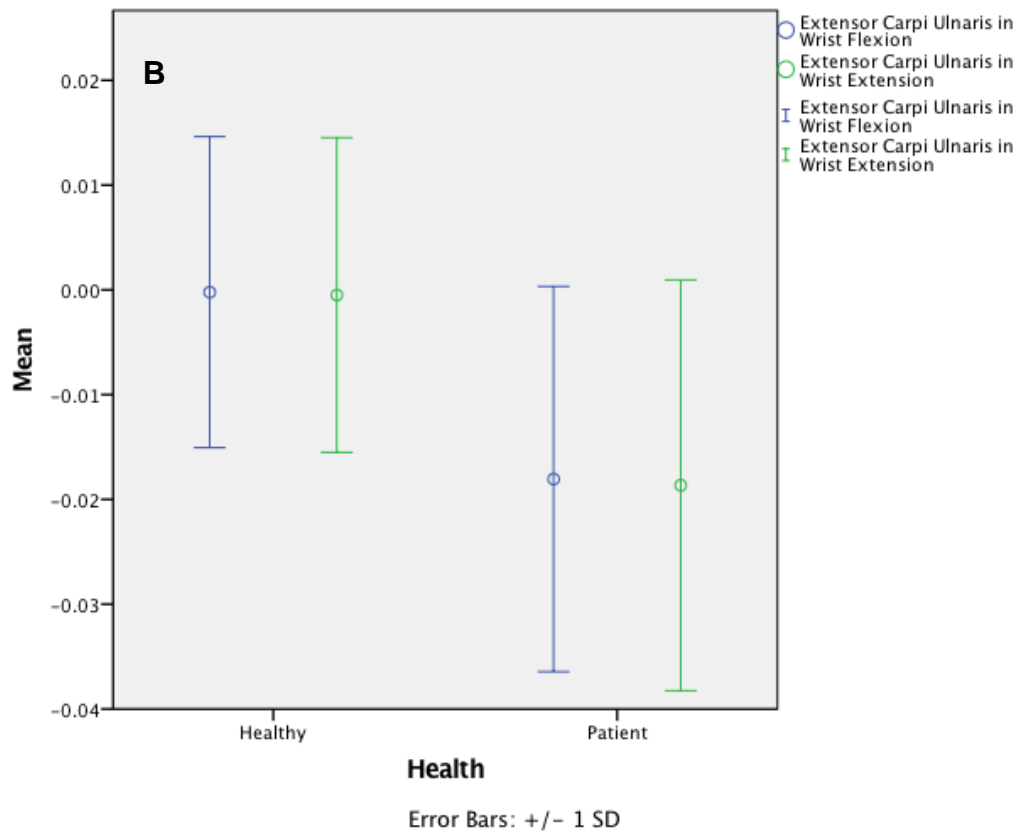 B
Extensor Carpi Ulnaris in
Wrist Flexion
Extensor Carpi Ulnaris in
Wrist Extension
Extensor Carpi Ulnaris in
Wrist Flexion
Extensor Carpi Ulnaris in
Wrist Extension
Mean
0.02
0.01
0.00
−0.01
−0.02
−0.03
−0.04
Healthy
Patient
Health
Error Bars: +/− 1 SD